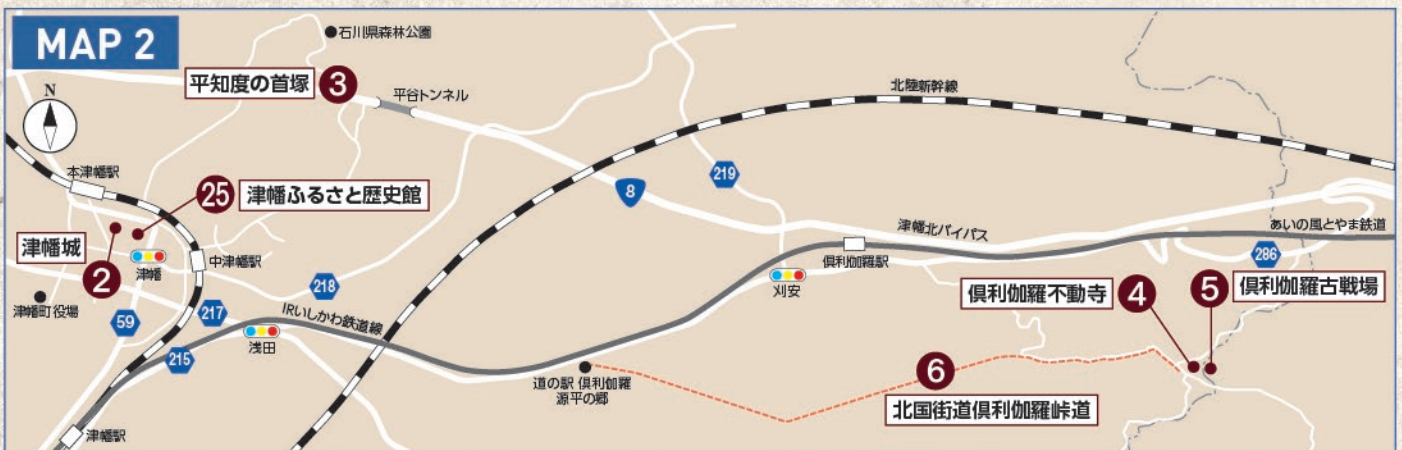 MAP 2
石川県森林公園
平知度の首塚
3
平谷トンネル
北陸新幹線
N
本津幡駅
25
津幡ふるさと歴史館
219
8
津幡城
2
津幡
中津幡駅
津幡北バイパス
あいの風とやま鉄道
倶利伽羅駅
286
218
刈安
倶利伽羅不動寺
4
5
倶利伽羅古戦場
津幡町役場
59
217
IRいしかわ鉄道線
浅田
215
道の駅 倶利伽羅
源平の郷
6
北国街道倶利伽羅峠道
津幡駅